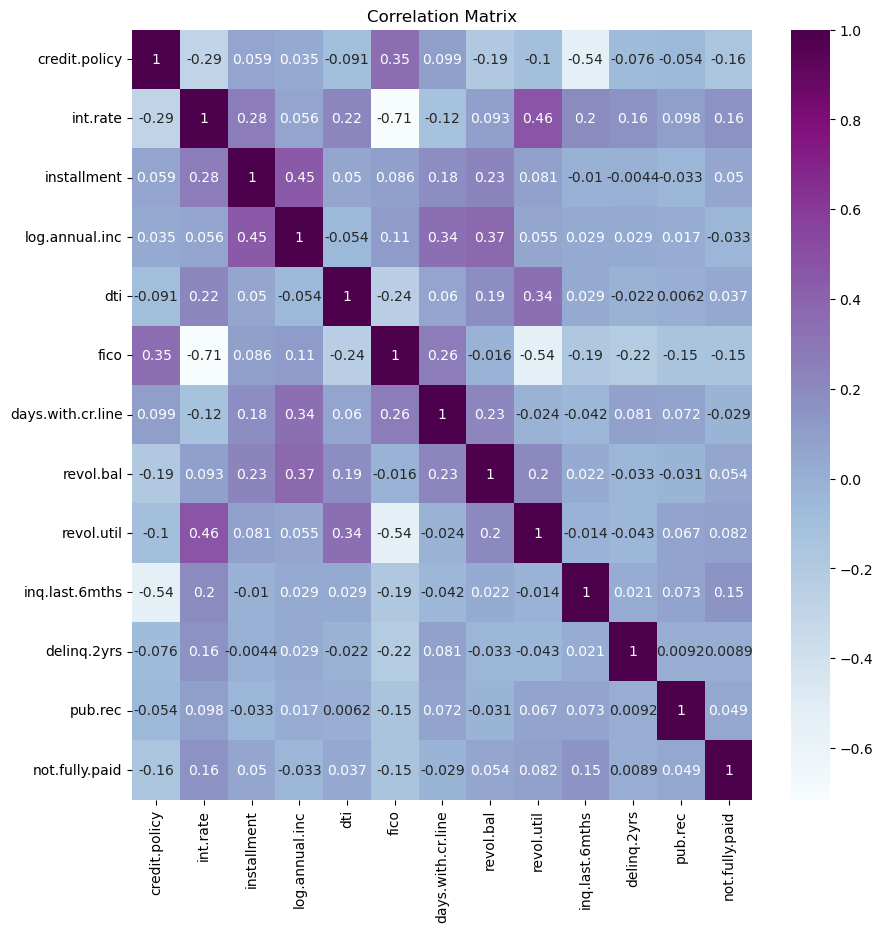 Correlation Matrix
credit.policy 1 -0.29 0.059 0.035 -0.091 0.35 0.099 -0.19 -0.1 -0.54 -0.076 -0.054 -0.16
int.rate -0.29 1 0.28 0.056 0.22 -0.71 -0.12 0.093 0.46 0.2 0.16 0.098 0.16
installment 0.059 0.28 1 0.45 0.05 0.086 0.18 0.23 0.081 -0.01 -0.0044 -0.033 0.05
log.annual.inc 0.035 0.056 0.45 1 -0.054 0.11 0.34 0.37 0.055 0.029 0.029 0.017 -0.033
dti -0.091 0.22 0.05 -0.054 1 -0.24 0.06 0.19 0.34 0.029 -0.022 0.0062 0.037
fico 0.35 -0.71 0.086 0.11 -0.24 1 0.26 -0.016 -0.54 -0.19 -0.22 -0.15 -0.15
days.with.cr.line 0.099 -0.12 0.18 0.34 0.06 0.26 1 0.23 -0.024 -0.042 0.081 0.072 -0.029
revol.bal -0.19 0.093 0.23 0.37 0.19 -0.016 0.23 1 0.2 0.022 -0.033 -0.031 0.054
revol.util -0.1 0.46 0.081 0.055 0.34 -0.54 -0.024 0.2 1 -0.014 -0.043 0.067 0.082
inq.last.6mths -0.54 0.2 -0.01 0.029 0.029 -0.19 -0.042 0.022 -0.014 1 0.021 0.073 0.15
delinq.2yrs -0.076 0.16 -0.0044 0.029 -0.022 -0.22 0.081 -0.033 -0.043 0.021 1 0.0092 0.0089
pub.rec -0.054 0.098 -0.033 0.017 0.0062 -0.15 0.072 -0.031 0.067 0.073 0.0092 1 0.049
not.fully.paid -0.16 0.16 0.05 -0.033 0.037 -0.15 -0.029 0.054 0.082 0.15 0.0089 0.049 1
credit.policy
int.rate
installment
log.annual.inc
dti
fico
days.with.cr.line
revol.bal
revol.util
inq.last.6mths
delinq.2yrs
pub.rec
not.fully.paid
1.0
0.8
0.6
0.4
0.2
0.0
-0.2
-0.4
-0.6